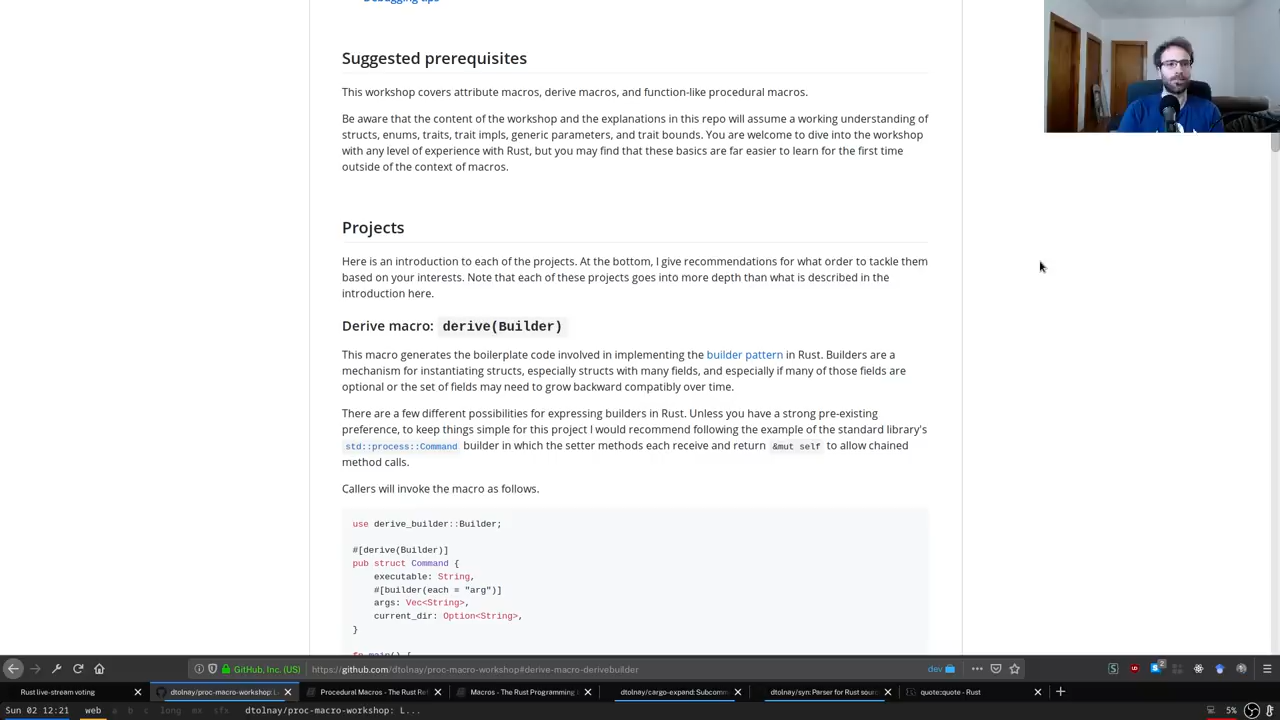 Debugging tips
Suggested prerequisites
This workshop covers attribute macros, derive macros, and function-like procedural macros.
Be aware that the content of the workshop and the explanations in this repo will assume a working understanding of
structs, enums, traits, trait impls, generic parameters, and trait bounds. You are welcome to dive into the workshop
with any level of experience with Rust, but you may find that these basics are far easier to learn for the first time
outside of the context of macros.
Projects
Here is an introduction to each of the projects. At the bottom, I give recommendations for what order to tackle them
based on your interests. Note that each of these projects goes into more depth than what is described in the
introduction here.
Derive macro: derive(Builder)
This macro generates the boilerplate code involved in implementing the builder pattern in Rust. Builders are a
mechanism for instantiating structs, especially structs with many fields, and especially if many of those fields are
optional or the set of fields may need to grow backward compatibly over time.
There are a few different possibilities for expressing builders in Rust. Unless you have a strong pre-existing
preference, to keep things simple for this project I would recommend following the example of the standard library's
std::process::Command builder in which the setter methods each receive and return &mut self to allow chained
method calls.
Callers will invoke the macro as follows.
use derive_builder::Builder;
#[derive(Builder)]
pub struct Command {
executable: String,
#[builder(each = "arg")]
args: Vec<String>,
current_dir: Option<String>,
}
fn main() {
GitHub, Inc. (US) https://github.com/dtolnay/proc-macro-workshop#derive-macro-derivebuilder dev
Rust live-stream voting dtolnay/proc-macro-workshop: L Procedural Macros - The Rust Re Macros - The Rust Programming L dtolnay/cargo-expand: Subcomm dtolnay/syn: Parser for Rust sour quote::quote - Rust
Sun 02 12:21 web a b c long mx sfx dtolnay/proc-macro-workshop: L... 5%